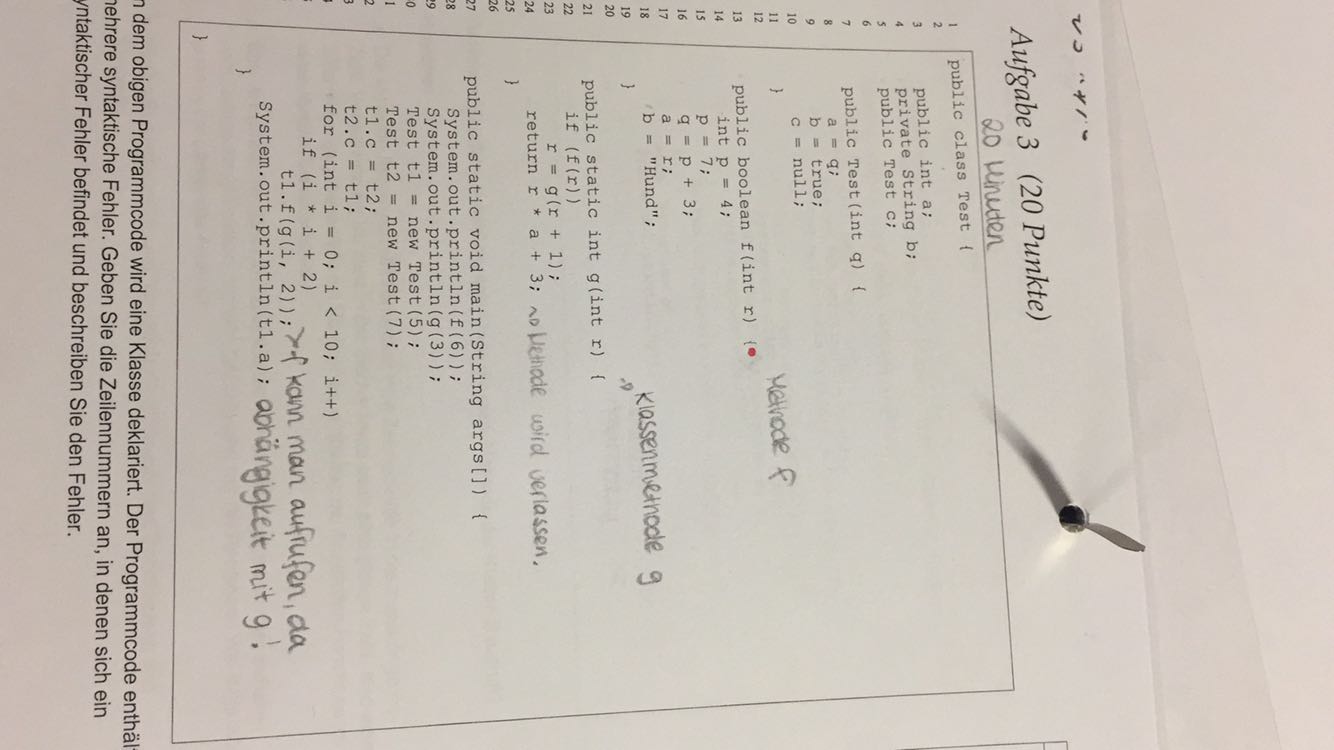 Aufgabe 3 (20 Punkte)
20 Minuten
1 public class Test {
2
3 public int a;
4 private String b;
5 public Test c;
6
7 public Test(int q) {
8 a = q;
9 b = true;
10 c = null;
11 }
12 Methode f
13 public boolean f(int r) {
14 int p = 4;
15 p = 7;
16 q = p + 3;
17 a = r;
18 b = "Hund"; Klassenmethode g
19 }
20
21 public static int g(int r) {
22 if (f(r))
23 r = g(r + 1);
24 return r * a + 3; Methode wird verlassen.
25 }
26
27 public static void main(String args[]) {
28 System.out.println(f(6));
29 System.out.println(g(3));
0 Test t1 = new Test(5);
1 Test t2 = new Test(7);
2 t1.c = t2;
3 t2.c = t1;
for (int i = 0; i < 10; i++)
if (i * i + 2)
t1.f(g(i, 2)); f kann man aufrufen, da
System.out.println(t1.a); abhängigkeit mit g!
}
}
n dem obigen Programmcode wird eine Klasse deklariert. Der Programmcode enthäl
mehrere syntaktische Fehler. Geben Sie die Zeilennummern an, in denen sich ein
yntaktischer Fehler befindet und beschreiben Sie den Fehler.